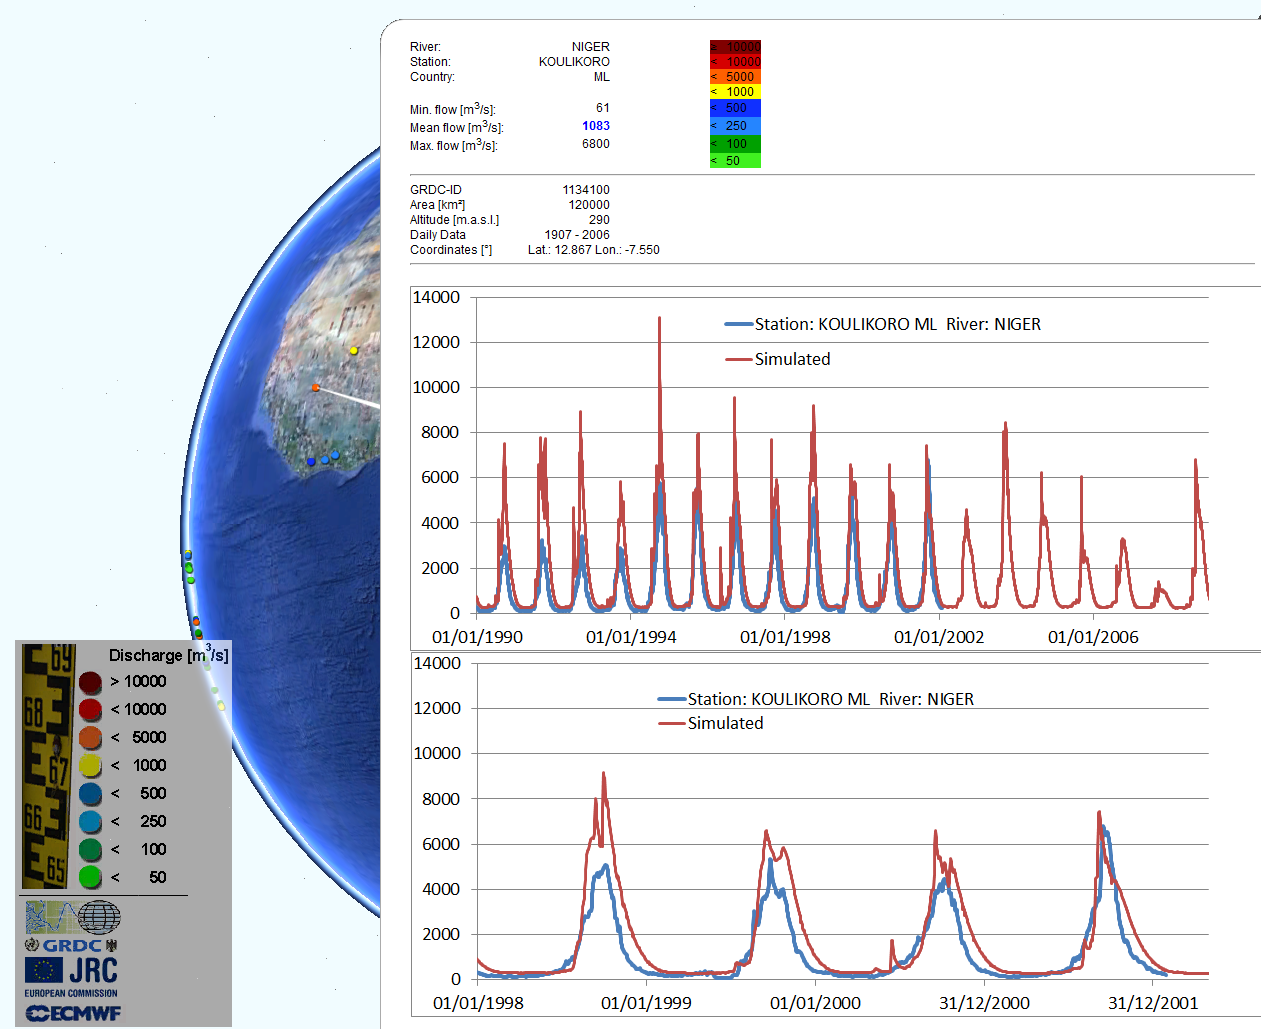 River: NIGER
Station: KOULIKORO
Country: ML
Min. flow [m3/s]: 61
Mean flow [m3/s]: 1083
Max. flow [m3/s]: 6800
> 10000
< 10000
< 5000
< 1000
< 500
< 250
< 100
< 50
GRDC-ID 1134100
Area [km²] 120000
Altitude [m.a.s.l.] 290
Daily Data 1907 - 2006
Coordinates [°] Lat.: 12.867 Lon.: -7.550
14000
12000
10000
8000
6000
4000
2000
0
Station: KOULIKORO ML River: NIGER
Simulated
01/01/1990 01/01/1994 01/01/1998 01/01/2002 01/01/2006
14000
12000
10000
8000
6000
4000
2000
0
Station: KOULIKORO ML River: NIGER
Simulated
01/01/1998 01/01/1999 01/01/2000 31/12/2000 31/12/2001
Discharge [m3/s]
> 10000
< 10000
< 5000
< 1000
< 500
< 250
< 100
< 50
69
68
67
66
65
GRDC
JRC
EUROPEAN COMMISSION
ECMWF